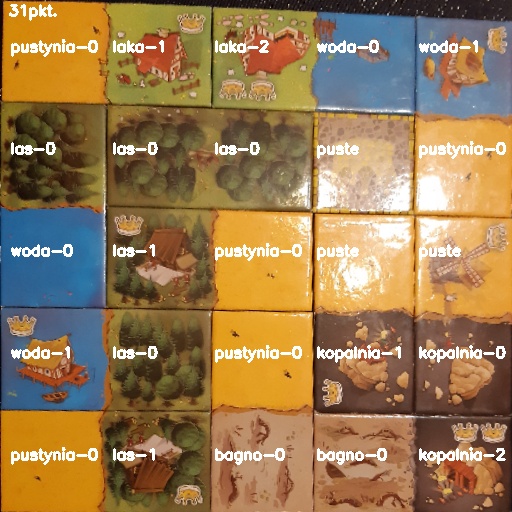 31pkt.
pustynia-0 laka-1 laka-2 woda-0 woda-1
las-0 las-0 las-0 puste pustynia-0
woda-0 las-1 pustynia-0 puste puste
woda-1 las-0 pustynia-0 kopalnia-1 kopalnia-0
pustynia-0 las-1 bagno-0 bagno-0 kopalnia-2